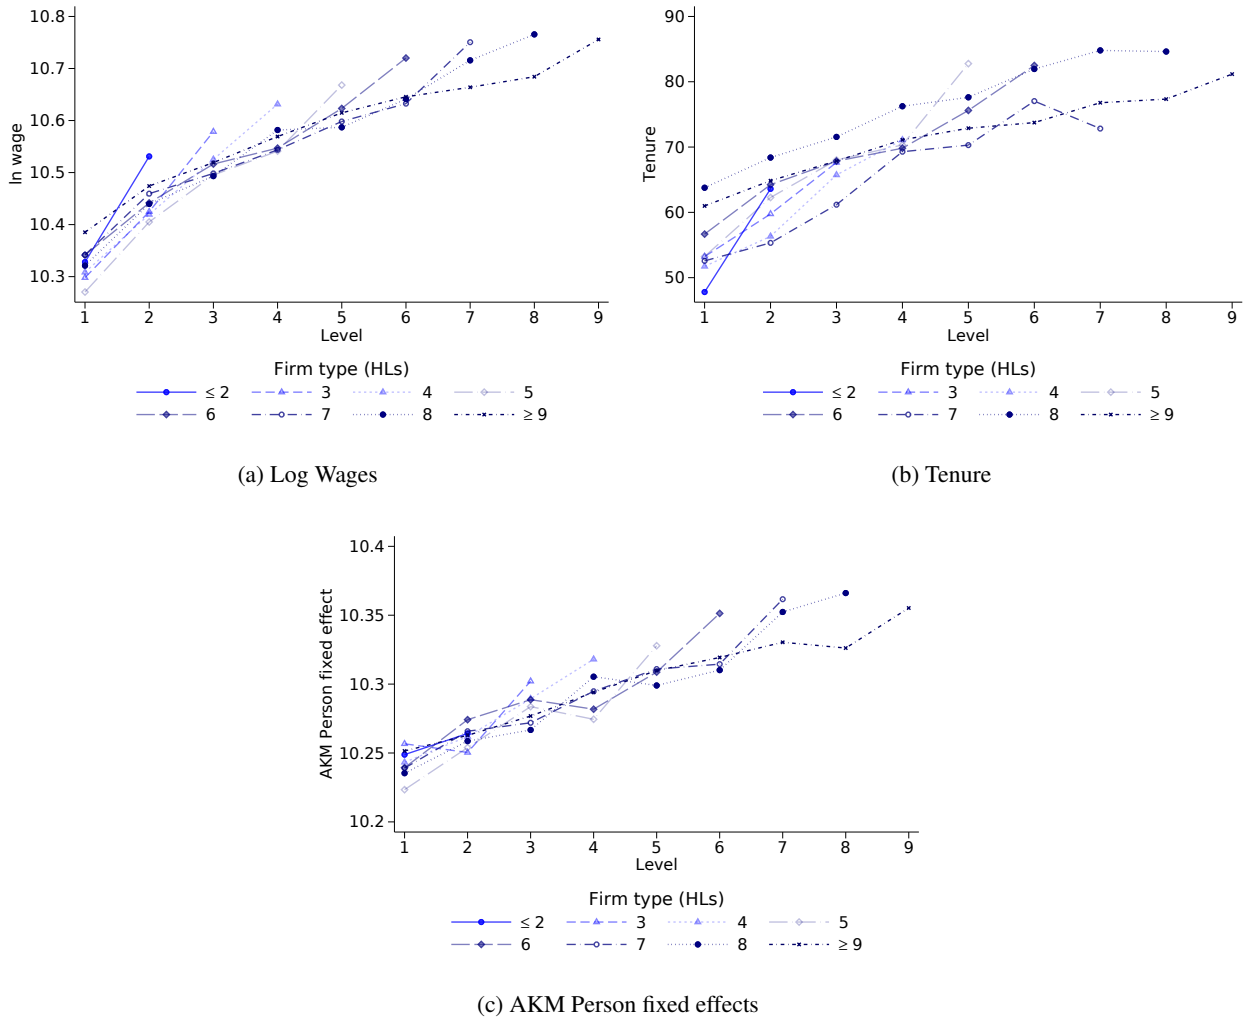 10.8
10.7
10.6
10.5
10.4
10.3
ln wage
1 2 3 4 5 6 7 8 9
Level
Firm type (HLs)
≤ 2 3 4 5
6 7 8 ≥ 9
(a) Log Wages
90
80
70
60
50
Tenure
1 2 3 4 5 6 7 8 9
Level
Firm type (HLs)
≤ 2 3 4 5
6 7 8 ≥ 9
(b) Tenure
10.4
10.35
10.3
10.25
10.2
AKM Person fixed effect
1 2 3 4 5 6 7 8 9
Level
Firm type (HLs)
≤ 2 3 4 5
6 7 8 ≥ 9
(c) AKM Person fixed effects